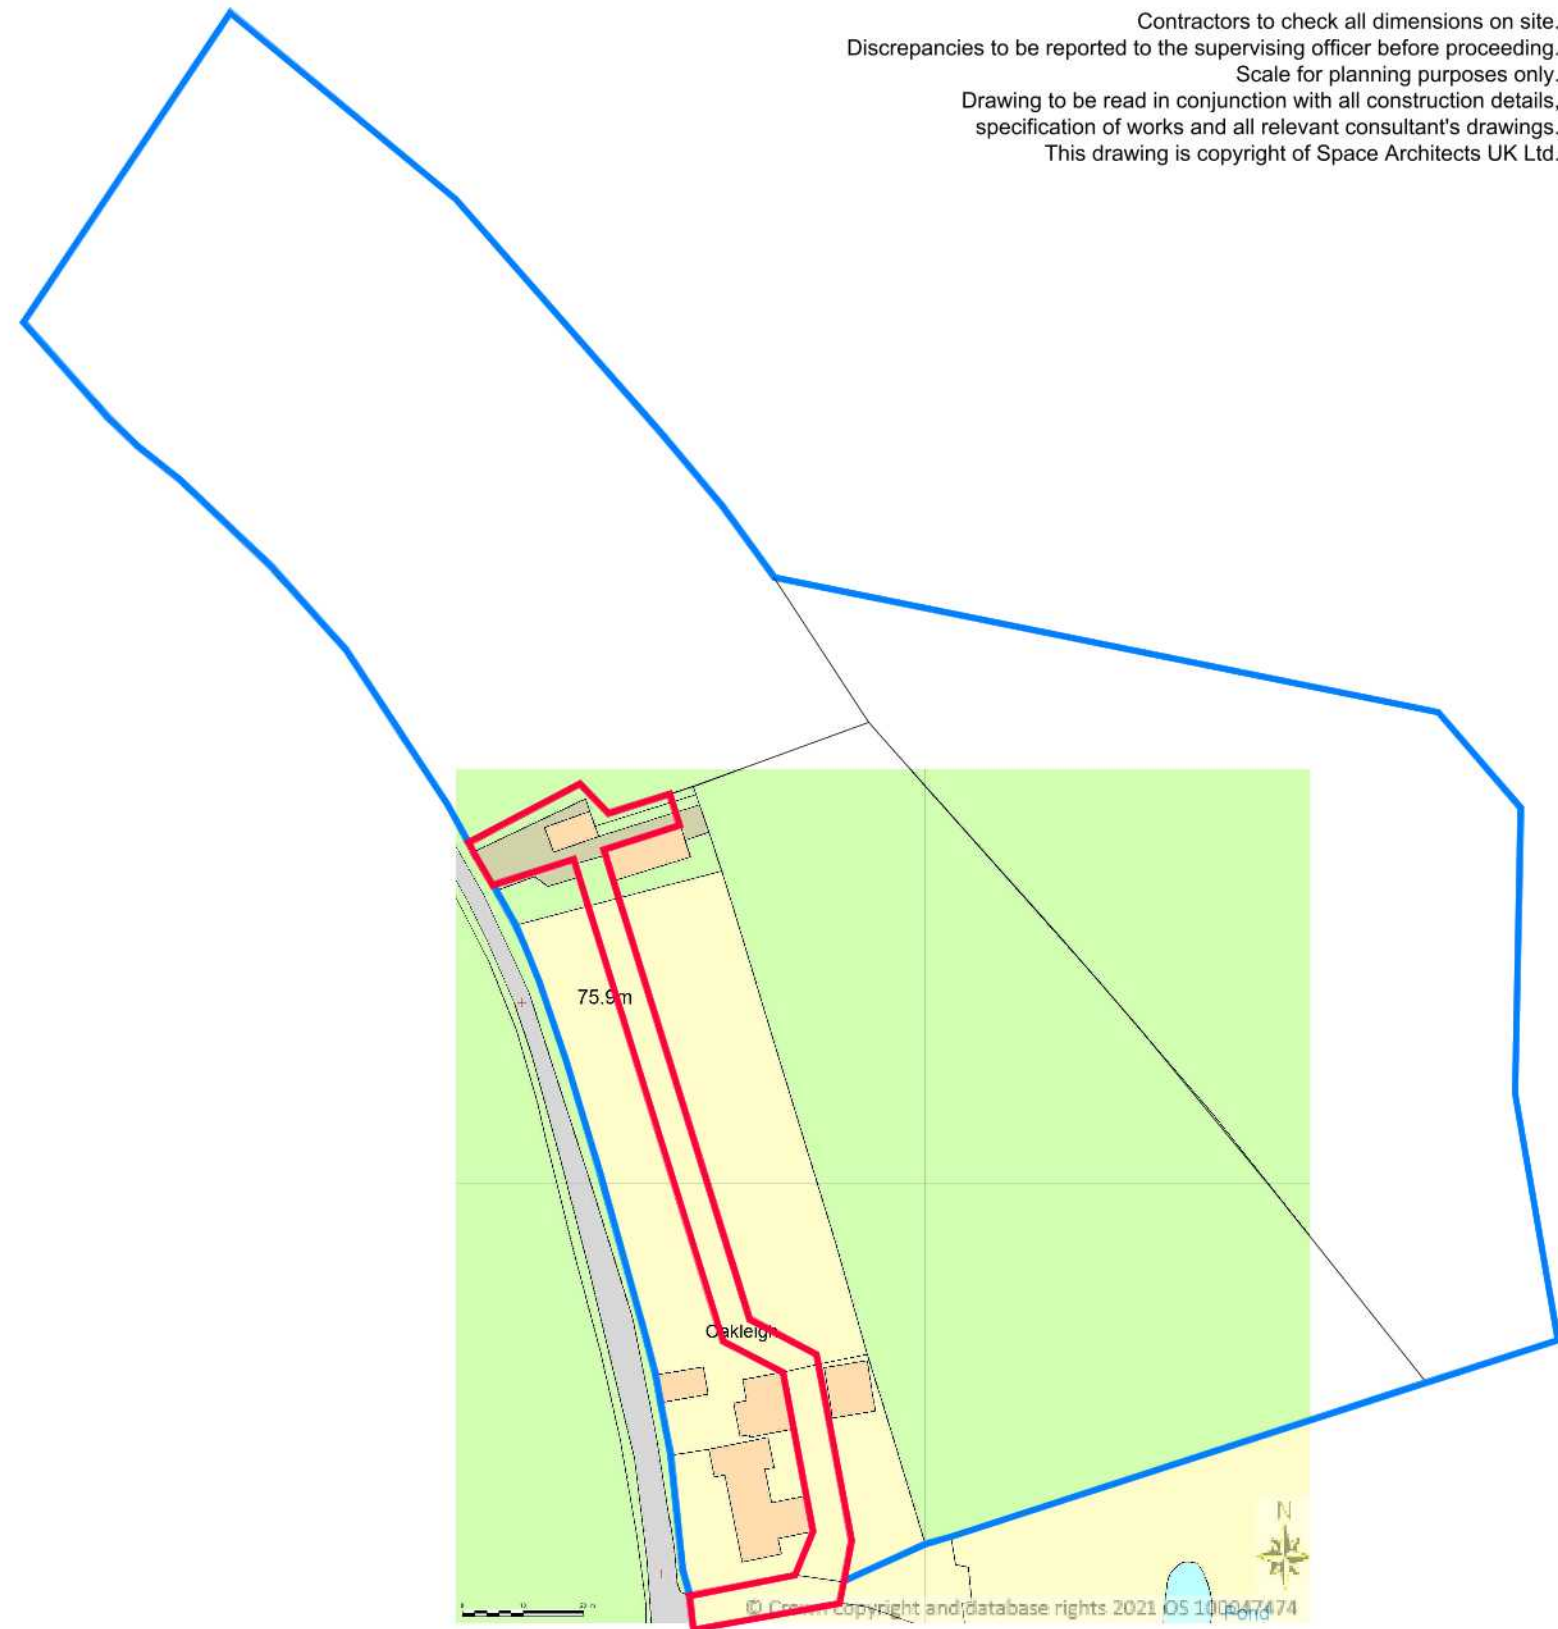 Contractors to check all dimensions on site.
Discrepancies to be reported to the supervising officer before proceeding.
Scale for planning purposes only.
Drawing to be read in conjunction with all construction details,
specification of works and all relevant consultant's drawings.
This drawing is copyright of Space Architects UK Ltd.
75.9m
Oakleigh
N
© Crown copyright and database rights 2021 OS 100047474
Pond